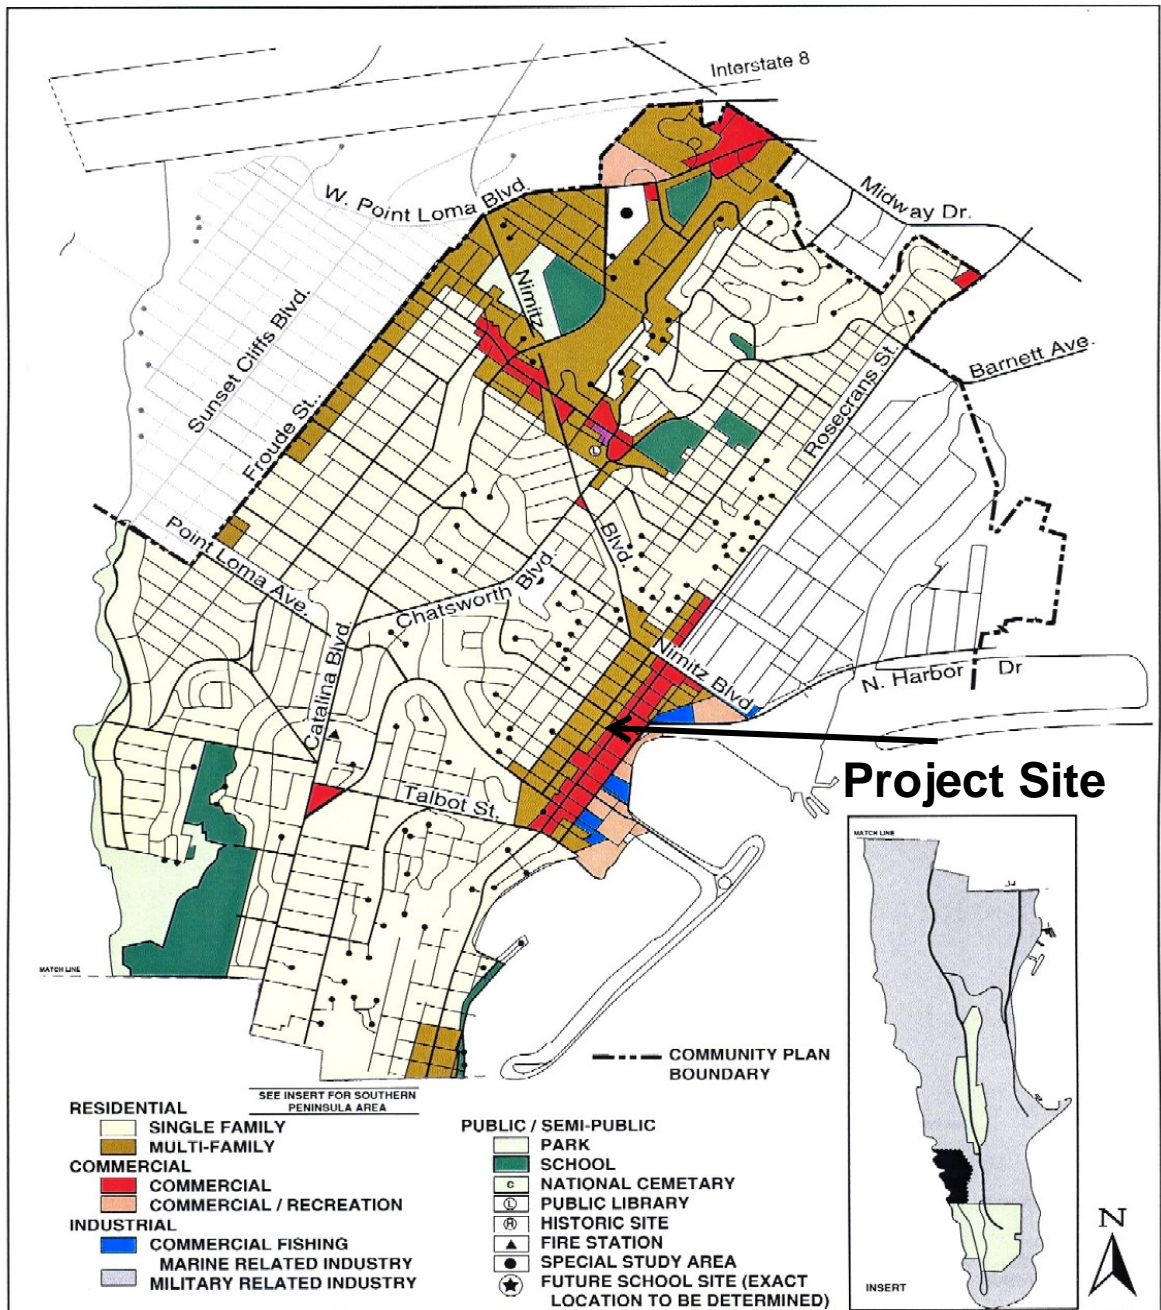 Interstate 8
W. Point Loma Blvd.
Midway Dr.
Nimitz
Sunset Cliffs Blvd.
Froude St..
Rosecrans St.
Barnett Ave.
L
Point Loma Ave.
Blvd.
Chatsworth Blvd.
Catalina Blvd.
Nimitz Blvd
N. Harbor Dr
Project Site
Talbot St.
MATCH LINE
MATCH LINE
COMMUNITY PLAN
BOUNDARY
SEE INSERT FOR SOUTHERN
PENINSULA AREA
RESIDENTIAL
SINGLE FAMILY
MULTI-FAMILY
COMMERCIAL
COMMERCIAL
COMMERCIAL / RECREATION
INDUSTRIAL
COMMERCIAL FISHING
MARINE RELATED INDUSTRY
MILITARY RELATED INDUSTRY
PUBLIC / SEMI-PUBLIC
PARK
SCHOOL
C NATIONAL CEMETARY
L PUBLIC LIBRARY
H HISTORIC SITE
FIRE STATION
SPECIAL STUDY AREA
FUTURE SCHOOL SITE (EXACT
LOCATION TO BE DETERMINED)
INSERT
N